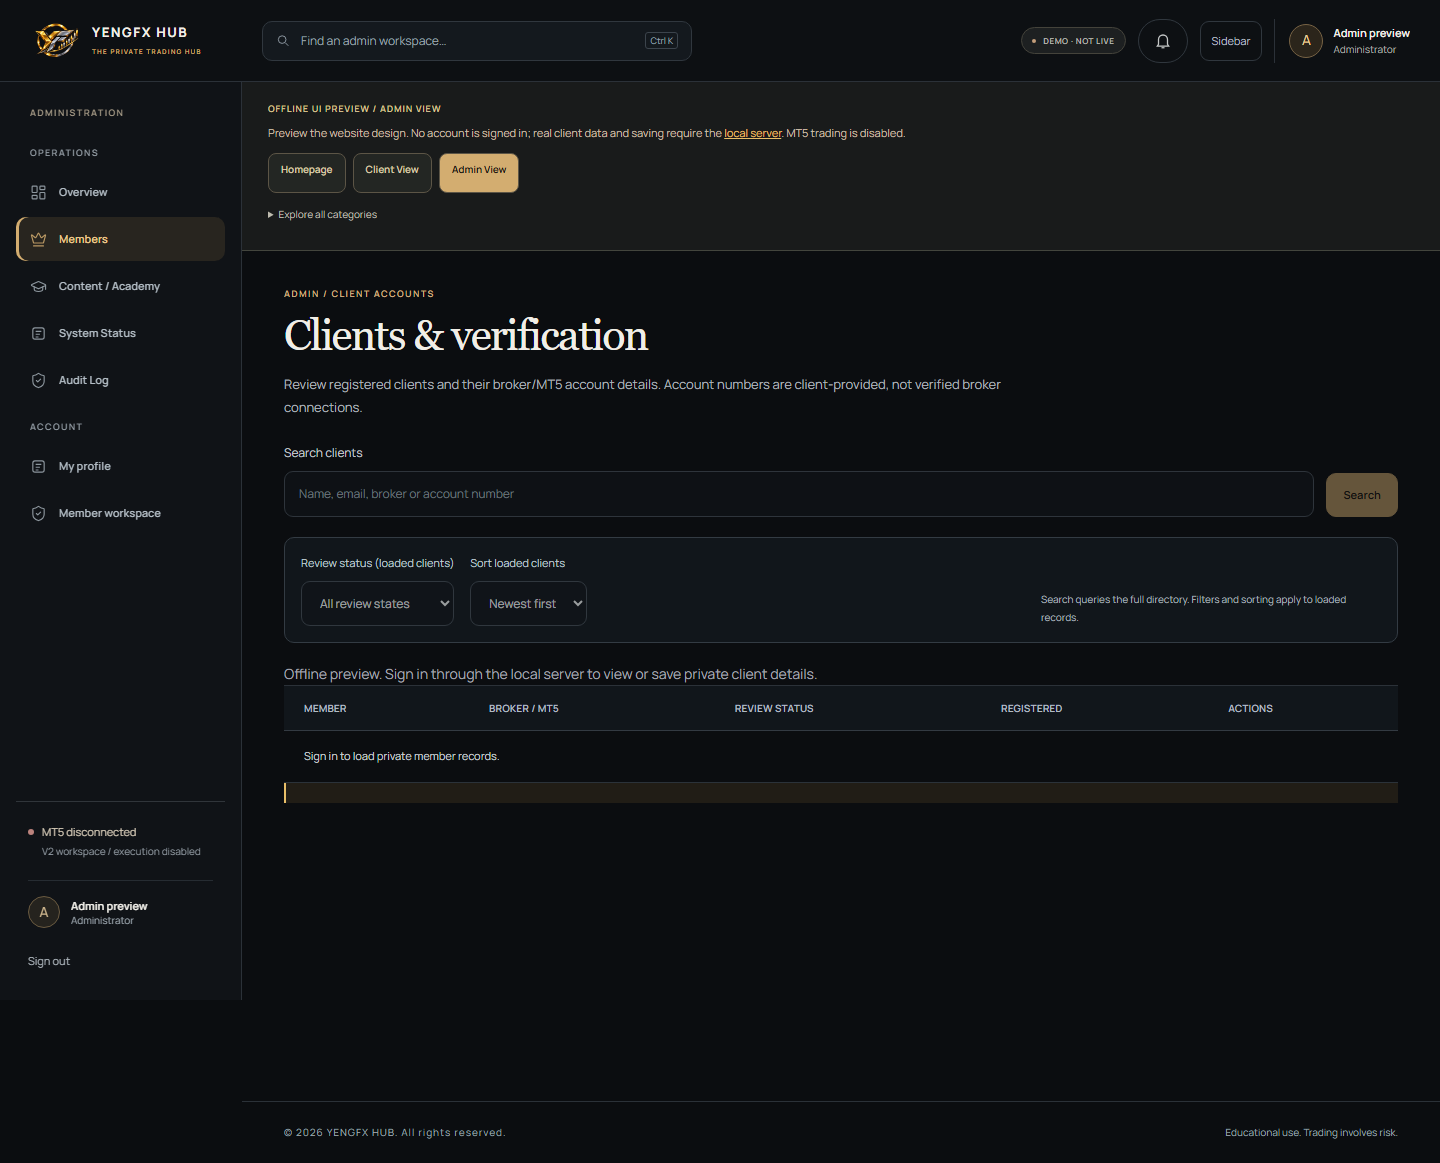 YENGFX HUB
THE PRIVATE TRADING HUB
Find an admin workspace...
Ctrl K
DEMO · NOT LIVE
Sidebar
A
Admin preview
Administrator
ADMINISTRATION
OPERATIONS
Overview
Members
Content / Academy
System Status
Audit Log
ACCOUNT
My profile
Member workspace
MT5 disconnected
V2 workspace / execution disabled
A
Admin preview
Administrator
Sign out
OFFLINE UI PREVIEW / ADMIN VIEW
Preview the website design. No account is signed in; real client data and saving require the local server. MT5 trading is disabled.
Homepage
Client View
Admin View
Explore all categories
ADMIN / CLIENT ACCOUNTS
Clients & verification
Review registered clients and their broker/MT5 account details. Account numbers are client-provided, not verified broker
connections.
Search clients
Name, email, broker or account number
Search
Review status (loaded clients)
Sort loaded clients
All review states
Newest first
Search queries the full directory. Filters and sorting apply to loaded
records.
Offline preview. Sign in through the local server to view or save private client details.
MEMBER
BROKER / MT5
REVIEW STATUS
REGISTERED
ACTIONS
Sign in to load private member records.
© 2026 YENGFX HUB. All rights reserved.
Educational use. Trading involves risk.